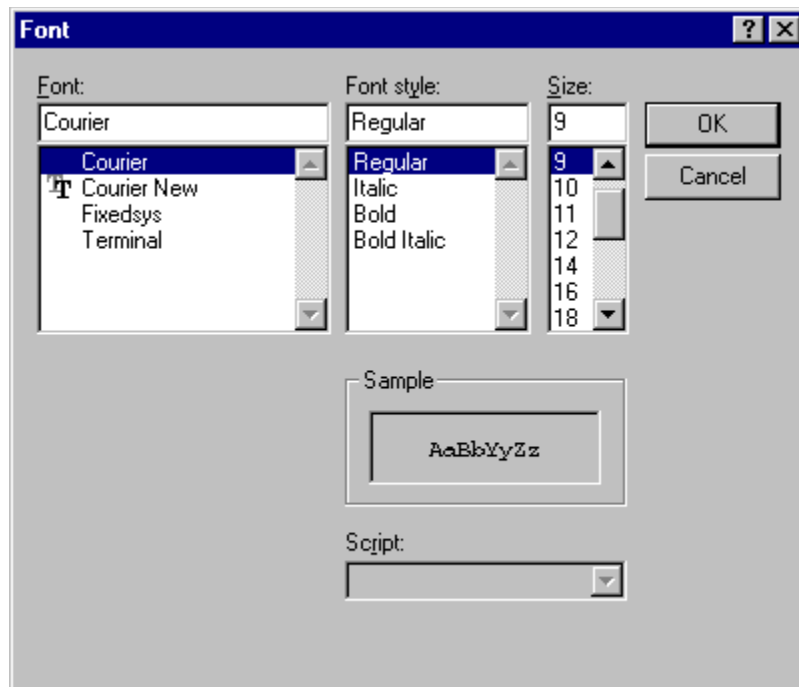 Font
Font: Font style: Size:
Courier Regular 9 OK
Courier Regular 9 Cancel
Courier New Italic 10
Fixedsys Bold 11
Terminal Bold Italic 12
14
16
18
Sample
AaBbYyZz
Script: